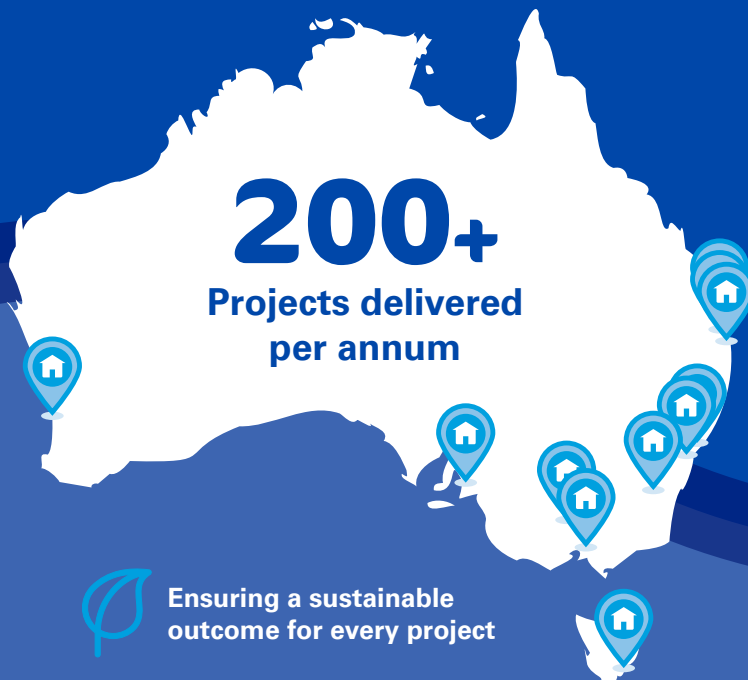 200+
Projects delivered
per annum
Ensuring a sustainable
outcome for every project